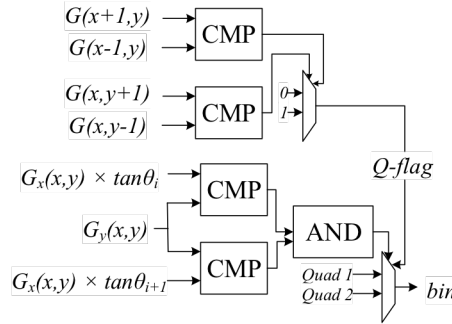 G(x+1,y)
G(x-1,y)
CMP
G(x,y+1)
G(x,y-1)
CMP
0
1
Q-flag
Gₓ(x,y) × tanθᵢ
CMP
G_y(x,y)
AND
CMP
Gₓ(x,y) × tanθᵢ₊₁
Quad 1
Quad 2
bin